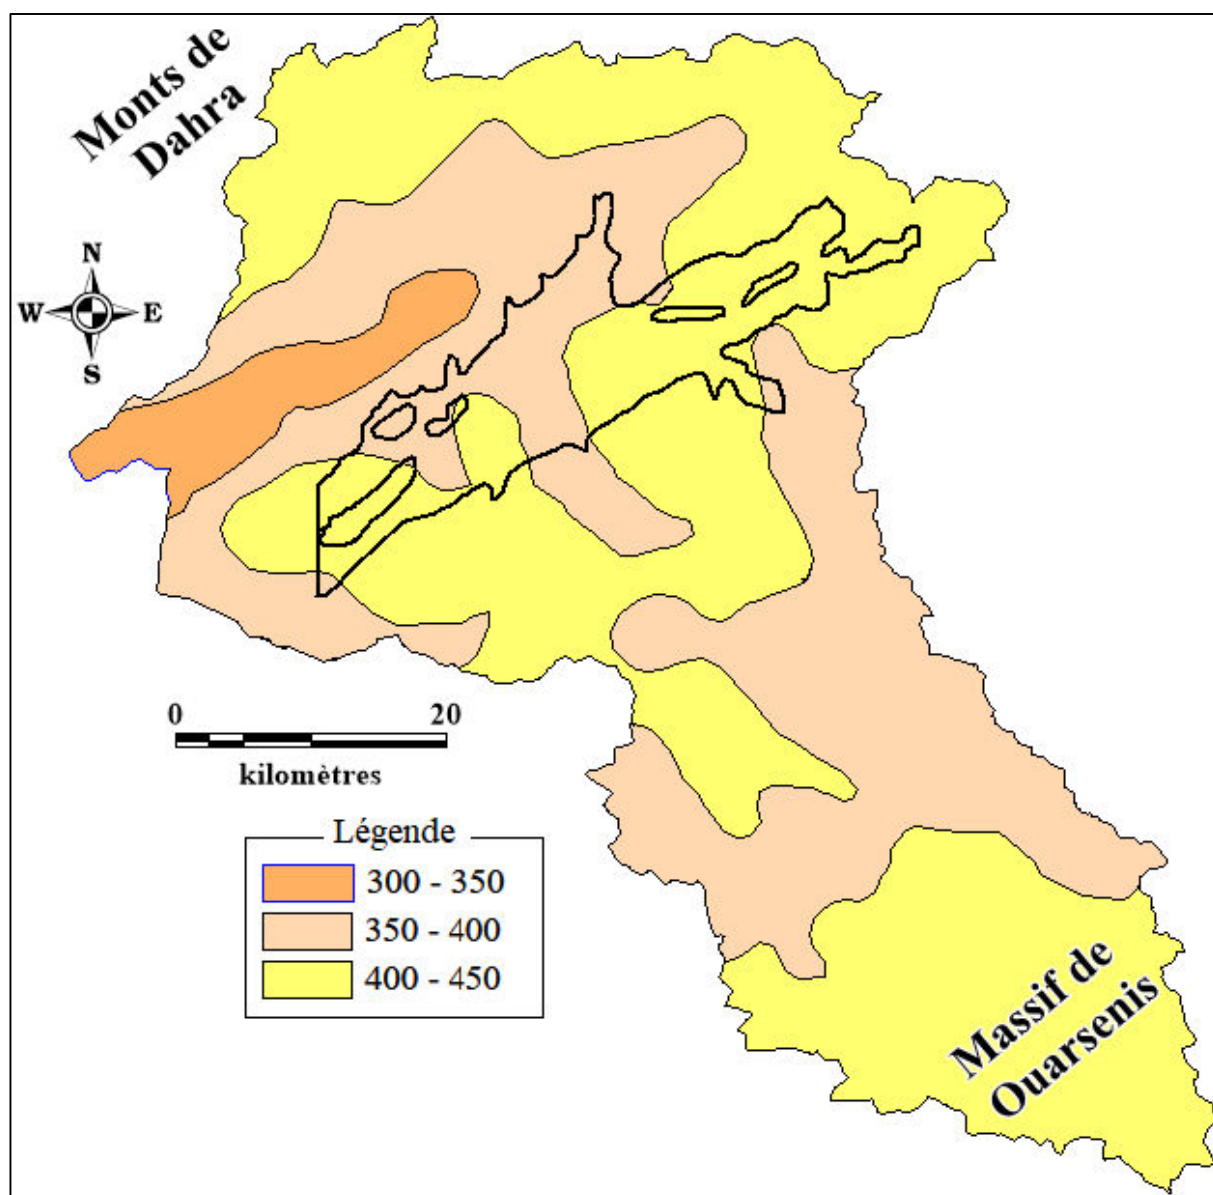 Monts de
Dahra
N
W
E
S
0
20
kilomètres
Légende
300 - 350
350 - 400
400 - 450
Massif de
Ouarsenis